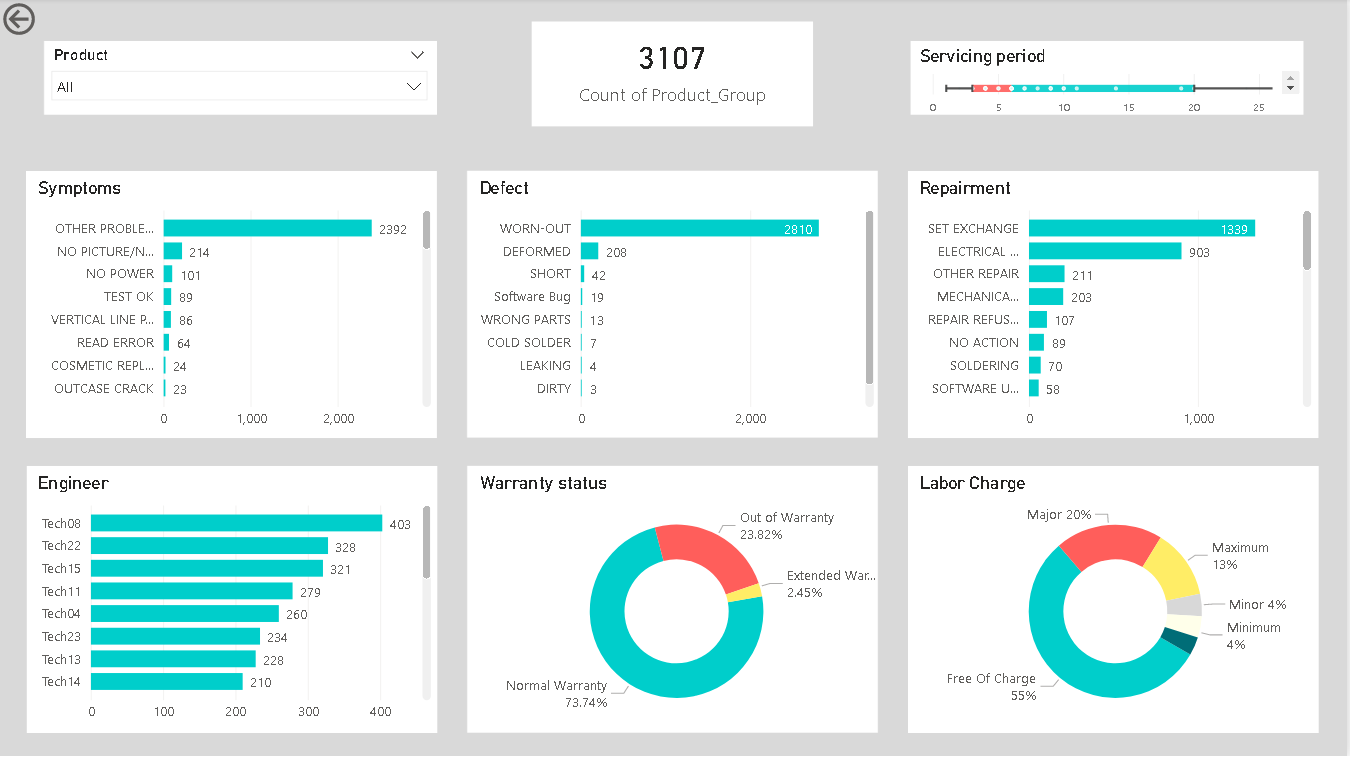 Product
All
3107
Count of Product_Group
Servicing period
0 5 10 15 20 25
Symptoms
OTHER PROBLE... 2392
NO PICTURE/N... 214
NO POWER 101
TEST OK 89
VERTICAL LINE P... 86
READ ERROR 64
COSMETIC REPL... 24
OUTCASE CRACK 23
0 1,000 2,000
Defect
WORN-OUT 2810
DEFORMED 208
SHORT 42
Software Bug 19
WRONG PARTS 13
COLD SOLDER 7
LEAKING 4
DIRTY 3
0 2,000
Repairment
SET EXCHANGE 1339
ELECTRICAL ... 903
OTHER REPAIR 211
MECHANICA... 203
REPAIR REFUS... 107
NO ACTION 89
SOLDERING 70
SOFTWARE U... 58
0 1,000
Engineer
Tech08 403
Tech22 328
Tech15 321
Tech11 279
Tech04 260
Tech23 234
Tech13 228
Tech14 210
0 100 200 300 400
Warranty status
Out of Warranty
23.82%
Extended War...
2.45%
Normal Warranty
73.74%
Labor Charge
Major 20%
Maximum
13%
Minor 4%
Minimum
4%
Free Of Charge
55%